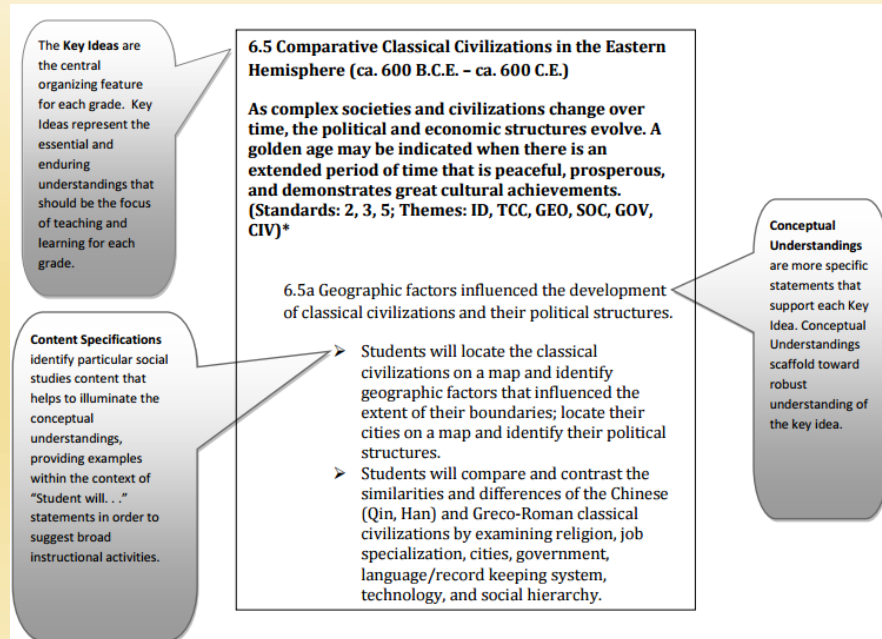 The Key Ideas are
the central
organizing feature
for each grade. Key
Ideas represent the
essential and
enduring
understandings that
should be the focus
of teaching and
learning for each
grade.
6.5 Comparative Classical Civilizations in the Eastern
Hemisphere (ca. 600 B.C.E. – ca. 600 C.E.)
As complex societies and civilizations change over
time, the political and economic structures evolve. A
golden age may be indicated when there is an
extended period of time that is peaceful, prosperous,
and demonstrates great cultural achievements.
(Standards: 2, 3, 5; Themes: ID, TCC, GEO, SOC, GOV,
CIV)*
Conceptual
Understandings
are more specific
statements that
support each Key
Idea. Conceptual
Understandings
scaffold toward
robust
understanding of
the key idea.
6.5a Geographic factors influenced the development
of classical civilizations and their political structures.
Content Specifications
identify particular social
studies content that
helps to illuminate the
conceptual
understandings,
providing examples
within the context of
“Student will. . .”
statements in order to
suggest broad
instructional activities.
➢ Students will locate the classical
civilizations on a map and identify
geographic factors that influenced the
extent of their boundaries; locate their
cities on a map and identify their political
structures.
➢ Students will compare and contrast the
similarities and differences of the Chinese
(Qin, Han) and Greco-Roman classical
civilizations by examining religion, job
specialization, cities, government,
language/record keeping system,
technology, and social hierarchy.